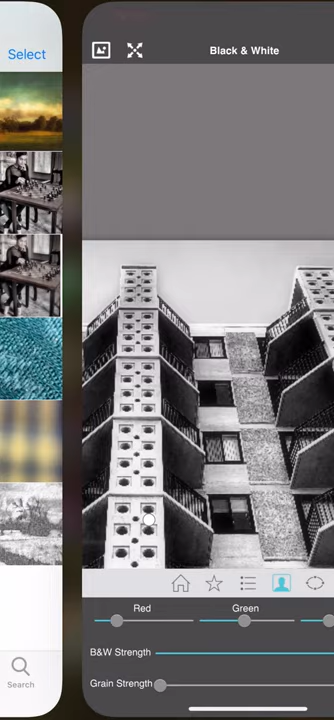 Select
Search
Black & White
Red
Green
B&W Strength
Grain Strength